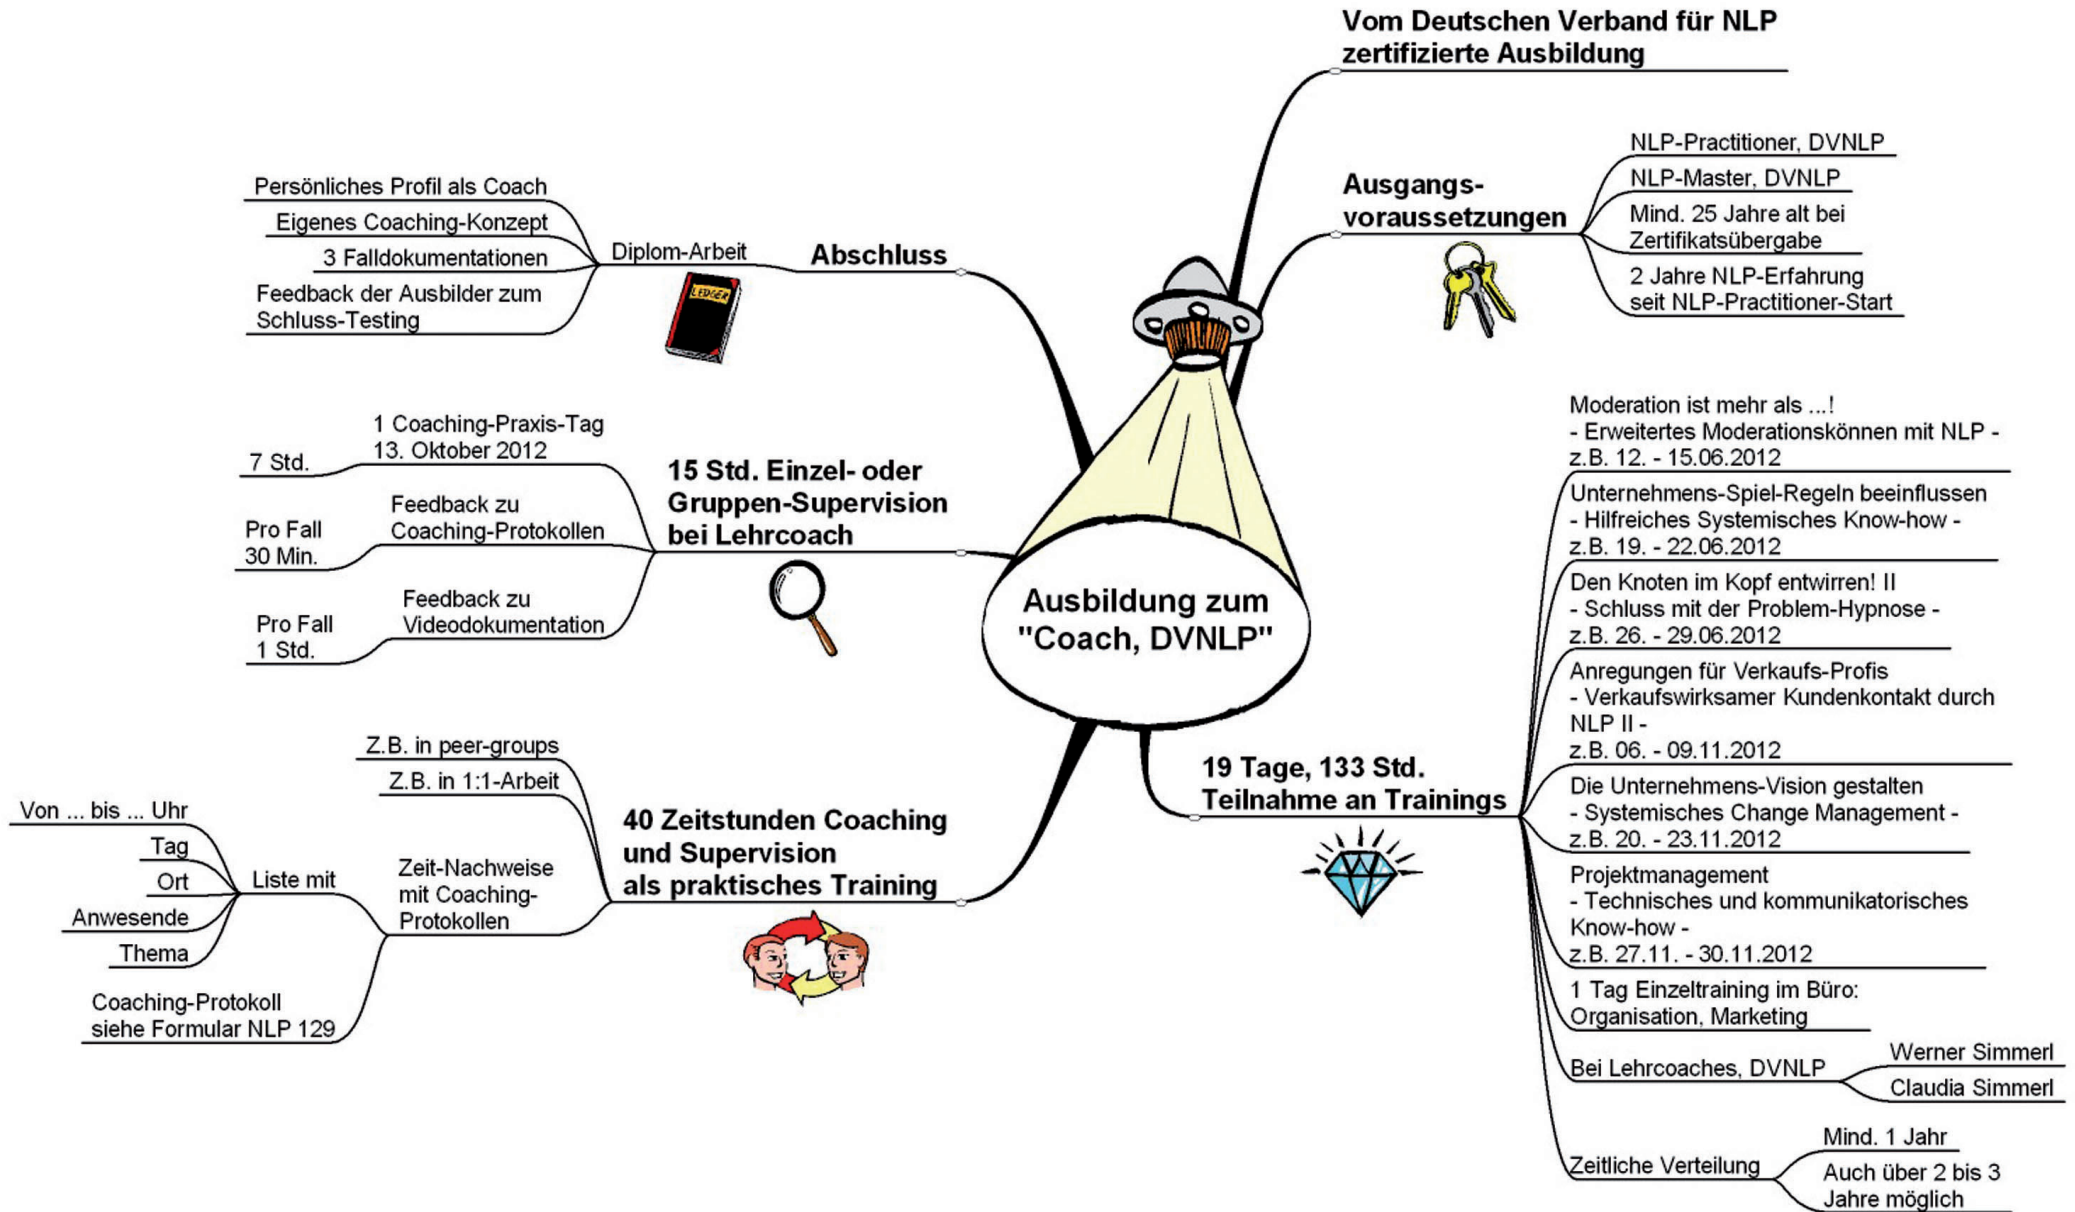 Vom Deutschen Verband für NLP
zertifizierte Ausbildung
Ausgangs-
voraussetzungen
NLP-Practitioner, DVNLP
NLP-Master, DVNLP
Mind. 25 Jahre alt bei
Zertifikatsübergabe
2 Jahre NLP-Erfahrung
seit NLP-Practitioner-Start
Abschluss
Diplom-Arbeit
Persönliches Profil als Coach
Eigenes Coaching-Konzept
3 Falldokumentationen
Feedback der Ausbilder zum
Schluss-Testing
LEDGER
15 Std. Einzel- oder
Gruppen-Supervision
bei Lehrcoach
1 Coaching-Praxis-Tag
13. Oktober 2012
7 Std.
Feedback zu
Coaching-Protokollen
Pro Fall
30 Min.
Feedback zu
Videodokumentation
Pro Fall
1 Std.
Ausbildung zum
"Coach, DVNLP"
40 Zeitstunden Coaching
und Supervision
als praktisches Training
Z.B. in peer-groups
Z.B. in 1:1-Arbeit
Zeit-Nachweise
mit Coaching-
Protokollen
Liste mit
Von ... bis ... Uhr
Tag
Ort
Anwesende
Thema
Coaching-Protokoll
siehe Formular NLP 129
19 Tage, 133 Std.
Teilnahme an Trainings
Moderation ist mehr als ...!
- Erweitertes Moderationskönnen mit NLP -
z.B. 12. - 15.06.2012
Unternehmens-Spiel-Regeln beeinflussen
- Hilfreiches Systemisches Know-how -
z.B. 19. - 22.06.2012
Den Knoten im Kopf entwirren! II
- Schluss mit der Problem-Hypnose -
z.B. 26. - 29.06.2012
Anregungen für Verkaufs-Profis
- Verkaufswirksamer Kundenkontakt durch
NLP II -
z.B. 06. - 09.11.2012
Die Unternehmens-Vision gestalten
- Systemisches Change Management -
z.B. 20. - 23.11.2012
Projektmanagement
- Technisches und kommunikatorisches
Know-how -
z.B. 27.11. - 30.11.2012
1 Tag Einzeltraining im Büro:
Organisation, Marketing
Bei Lehrcoaches, DVNLP
Werner Simmerl
Claudia Simmerl
Zeitliche Verteilung
Mind. 1 Jahr
Auch über 2 bis 3
Jahre möglich